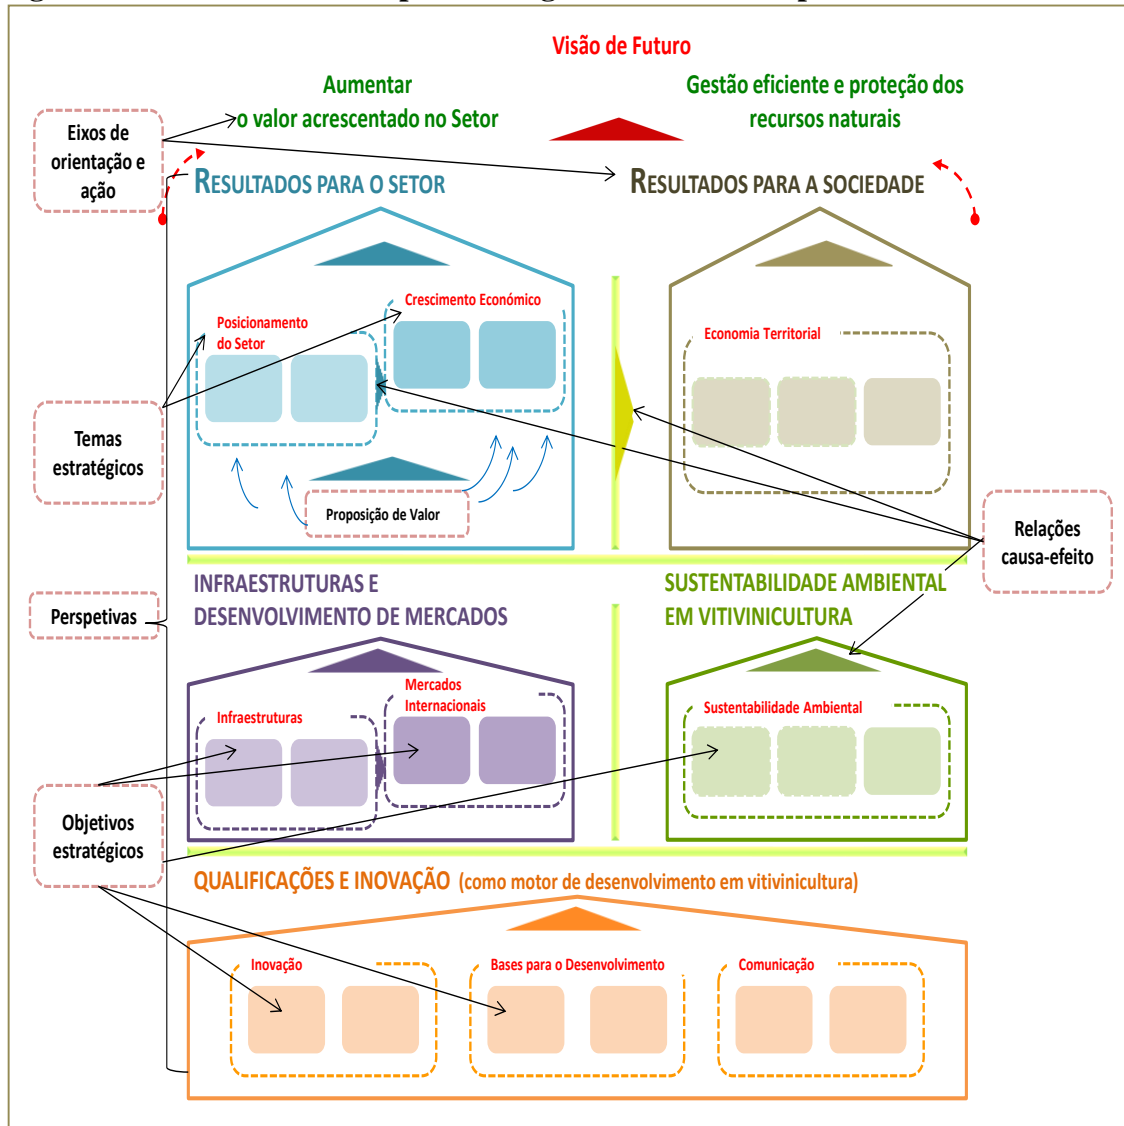 Visão de Futuro
Aumentar
o valor acrescentado no Setor
Gestão eficiente e proteção dos
recursos naturais
Eixos de
orientação e
ação
RESULTADOS PARA O SETOR
RESULTADOS PARA A SOCIEDADE
Posicionamento
do Setor
Crescimento Económico
Economia Territorial
Temas
estratégicos
Proposição de Valor
Relações
causa-efeito
INFRAESTRUTURAS E
DESENVOLVIMENTO DE MERCADOS
SUSTENTABILIDADE AMBIENTAL
EM VITIVINICULTURA
Perspetivas
Infraestruturas
Mercados
Internacionais
Sustentabilidade Ambiental
Objetivos
estratégicos
QUALIFICAÇÕES E INOVAÇÃO (como motor de desenvolvimento em vitivinicultura)
Inovação
Bases para o Desenvolvimento
Comunicação